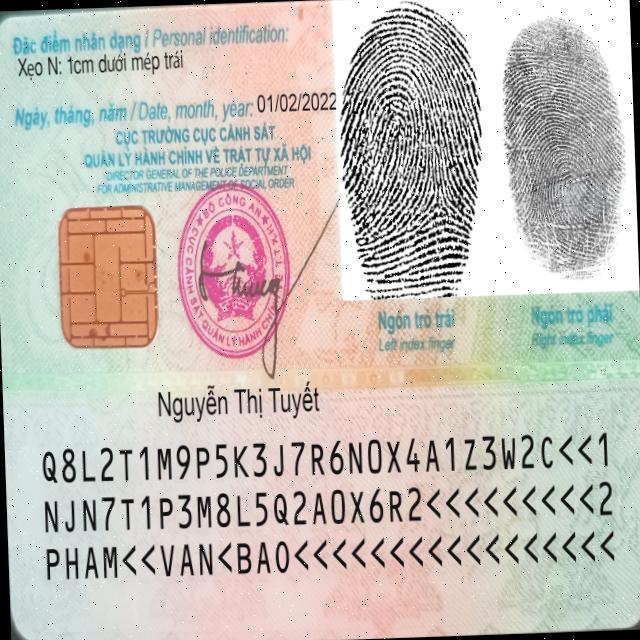 Đặc điểm nhân dạng / Personal identification:
Xẹo N: 1cm dưới mép trái
Ngày, tháng, năm / Date, month, year: 01/02/2022
CỤC TRƯỞNG CỤC CẢNH SÁT
QUẢN LÝ HÀNH CHÍNH VỀ TRẬT TỰ XÃ HỘI
DIRECTOR GENERAL OF THE POLICE DEPARTMENT
FOR ADMINISTRATIVE MANAGEMENT OF SOCIAL ORDER
BỘ CÔNG AN
CỤC CẢNH SÁT QUẢN LÝ HÀNH CHÍNH
Ngón trỏ trái
Left index finger
Ngón trỏ phải
Right index finger
Nguyễn Thị Tuyết
Q8L2T1M9P5K3J7R6N0X4A1Z3W2C<<1
NJN7T1P3M8L5Q2A0X6R2<<<<<<<<<2
PHAM<<VAN<BAO<<<<<<<<<<<<<<<<<